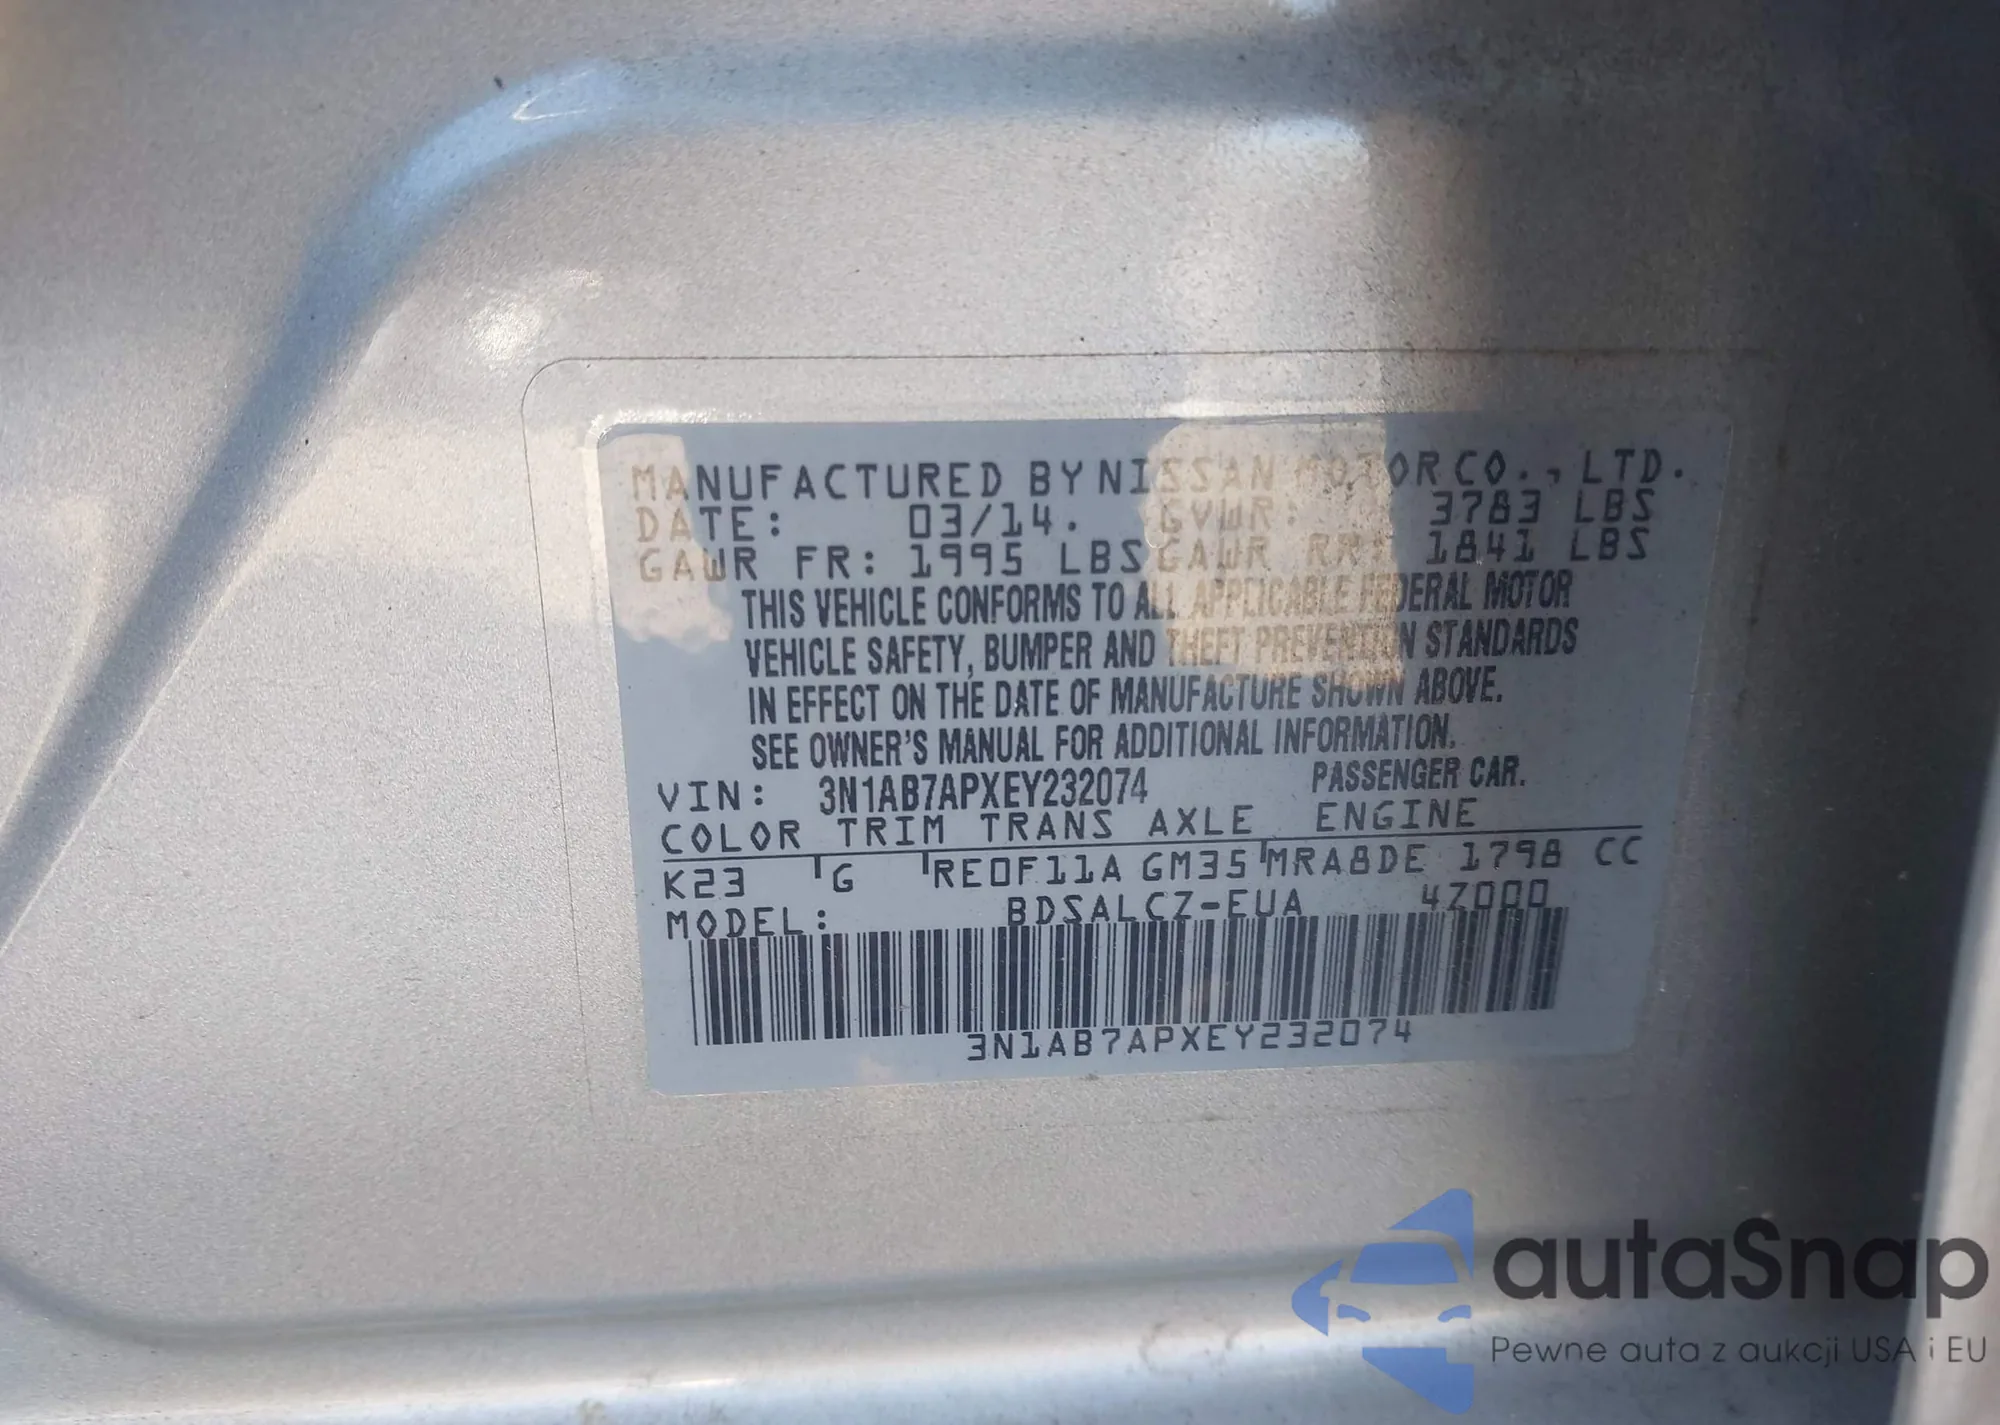 MANUFACTURED BY NISSAN MOTOR CO., LTD.
DATE: 03/14. GVWR: 3783 LBS
GAWR FR: 1995 LBS GAWR RR: 1841 LBS
THIS VEHICLE CONFORMS TO ALL APPLICABLE FEDERAL MOTOR
VEHICLE SAFETY, BUMPER AND THEFT PREVENTION STANDARDS
IN EFFECT ON THE DATE OF MANUFACTURE SHOWN ABOVE.
SEE OWNER'S MANUAL FOR ADDITIONAL INFORMATION.
VIN: 3N1AB7APXEY232074 PASSENGER CAR.
COLOR TRIM TRANS AXLE ENGINE
K23 G RE0F11A GM35 MRA8DE 1798 CC
MODEL: BDSALCZ-EUA 4Z000
3N1AB7APXEY232074
autaSnap
Pewne auta z aukcji USA i EU